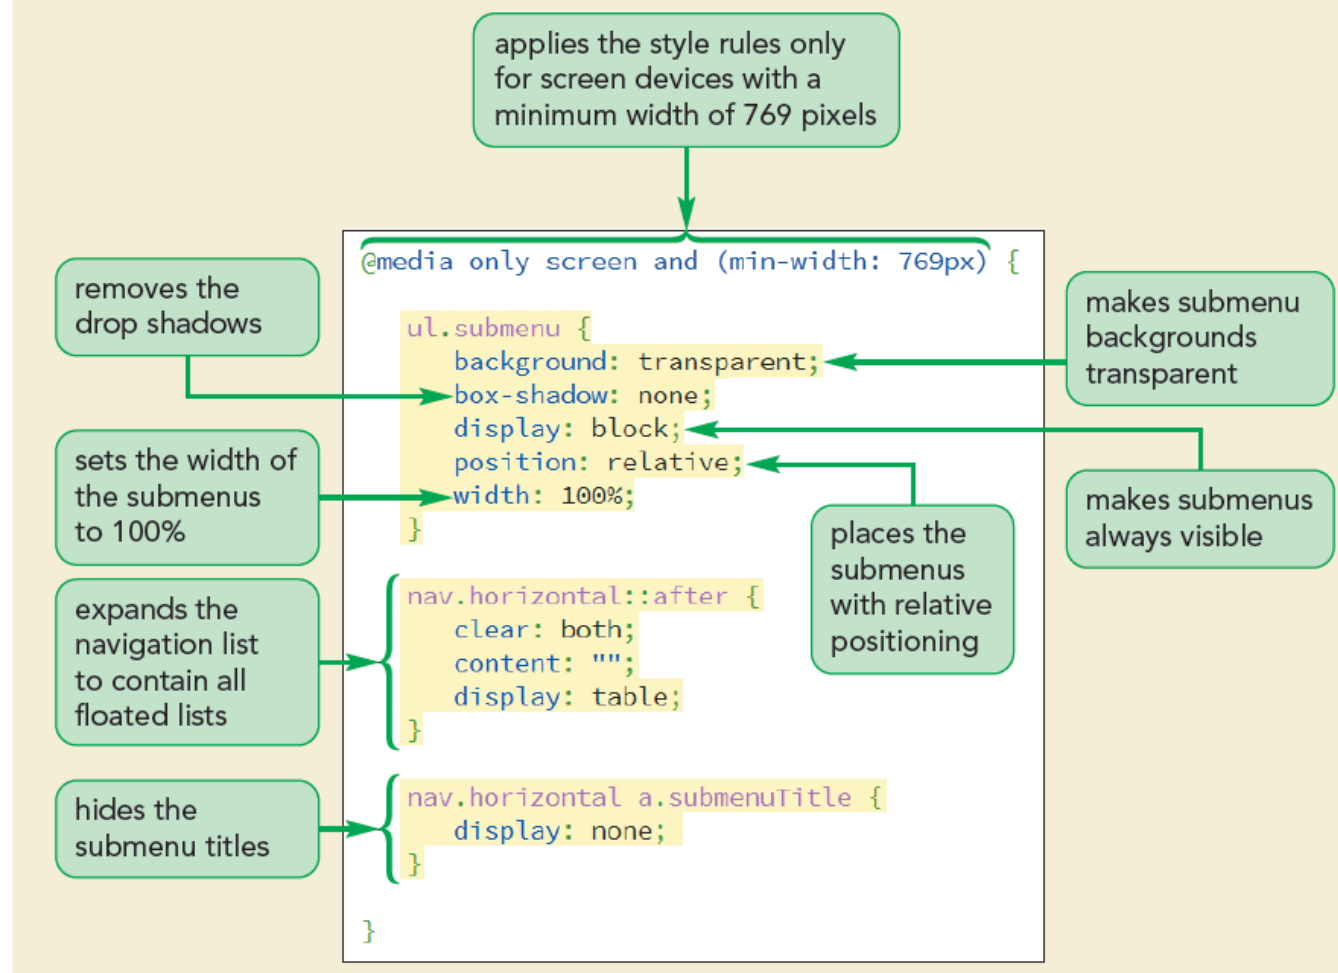 applies the style rules only
for screen devices with a
minimum width of 769 pixels
@media only screen and (min-width: 769px) {
removes the
drop shadows
makes submenu
backgrounds
transparent
ul.submenu {
background: transparent;
box-shadow: none;
display: block;
position: relative;
width: 100%;
}
sets the width of
the submenus
to 100%
makes submenus
always visible
places the
submenus
with relative
positioning
expands the
navigation list
to contain all
floated lists
nav.horizontal::after {
clear: both;
content: "";
display: table;
}
hides the
submenu titles
nav.horizontal a.submenuTitle {
display: none;
}
}